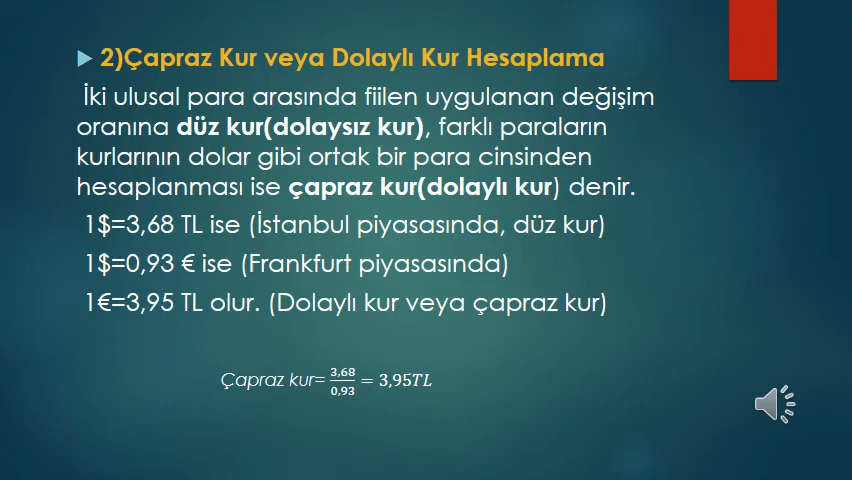 2)Çapraz Kur veya Dolaylı Kur Hesaplama
İki ulusal para arasında fiilen uygulanan değişim
oranına düz kur(dolaysız kur), farklı paraların
kurlarının dolar gibi ortak bir para cinsinden
hesaplanması ise çapraz kur(dolaylı kur) denir.
1$=3,68 TL ise (İstanbul piyasasında, düz kur)
1$=0,93 € ise (Frankfurt piyasasında)
1€=3,95 TL olur. (Dolaylı kur veya çapraz kur)
Çapraz kur= 3,68/0,93 = 3,95TL